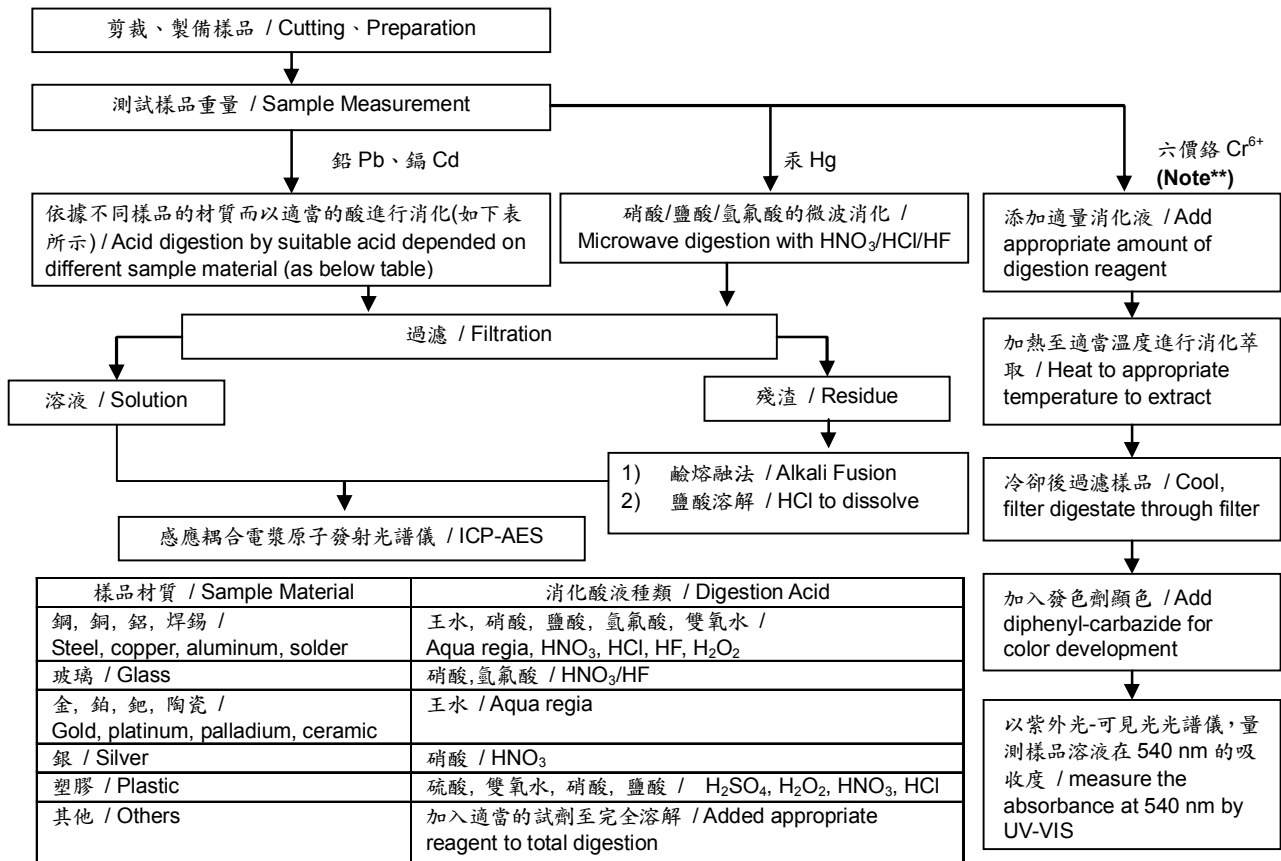 剪裁、製備樣品 / Cutting、Preparation
測試樣品重量 / Sample Measurement
鉛 Pb、鎘 Cd
汞 Hg
六價鉻 Cr⁶⁺
(Note**)
依據不同樣品的材質而以適當的酸進行消化(如下表
所示) / Acid digestion by suitable acid depended on
different sample material (as below table)
硝酸/鹽酸/氫氟酸的微波消化 /
Microwave digestion with HNO₃/HCl/HF
添加適量消化液 / Add
appropriate amount of
digestion reagent
過濾 / Filtration
加熱至適當溫度進行消化萃
取 / Heat to appropriate
temperature to extract
溶液 / Solution
殘渣 / Residue
1) 鹼熔融法 / Alkali Fusion
2) 鹽酸溶解 / HCl to dissolve
冷卻後過濾樣品 / Cool,
filter digestate through filter
感應耦合電漿原子發射光譜儀 / ICP-AES
加入發色劑顯色 / Add
diphenyl-carbazide for
color development
以紫外光-可見光光譜儀,量
測樣品溶液在 540 nm 的吸
收度 / measure the
absorbance at 540 nm by
UV-VIS
樣品材質 / Sample Material 消化酸液種類 / Digestion Acid
鋼, 銅, 鋁, 焊錫 / 王水, 硝酸, 鹽酸, 氫氟酸, 雙氧水 /
Steel, copper, aluminum, solder Aqua regia, HNO₃, HCl, HF, H₂O₂
玻璃 / Glass 硝酸,氫氟酸 / HNO₃/HF
金, 鉑, 鈀, 陶瓷 / 王水 / Aqua regia
Gold, platinum, palladium, ceramic
銀 / Silver 硝酸 / HNO₃
塑膠 / Plastic 硫酸, 雙氧水, 硝酸, 鹽酸 / H₂SO₄, H₂O₂, HNO₃, HCl
其他 / Others 加入適當的試劑至完全溶解 / Added appropriate
reagent to total digestion